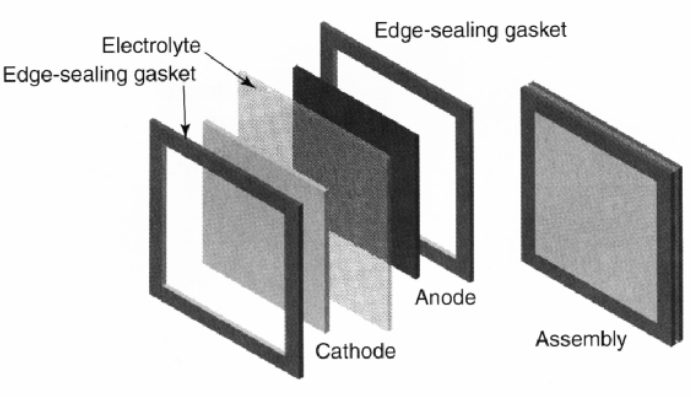 Edge-sealing gasket
Electrolyte
Edge-sealing gasket
Anode
Assembly
Cathode